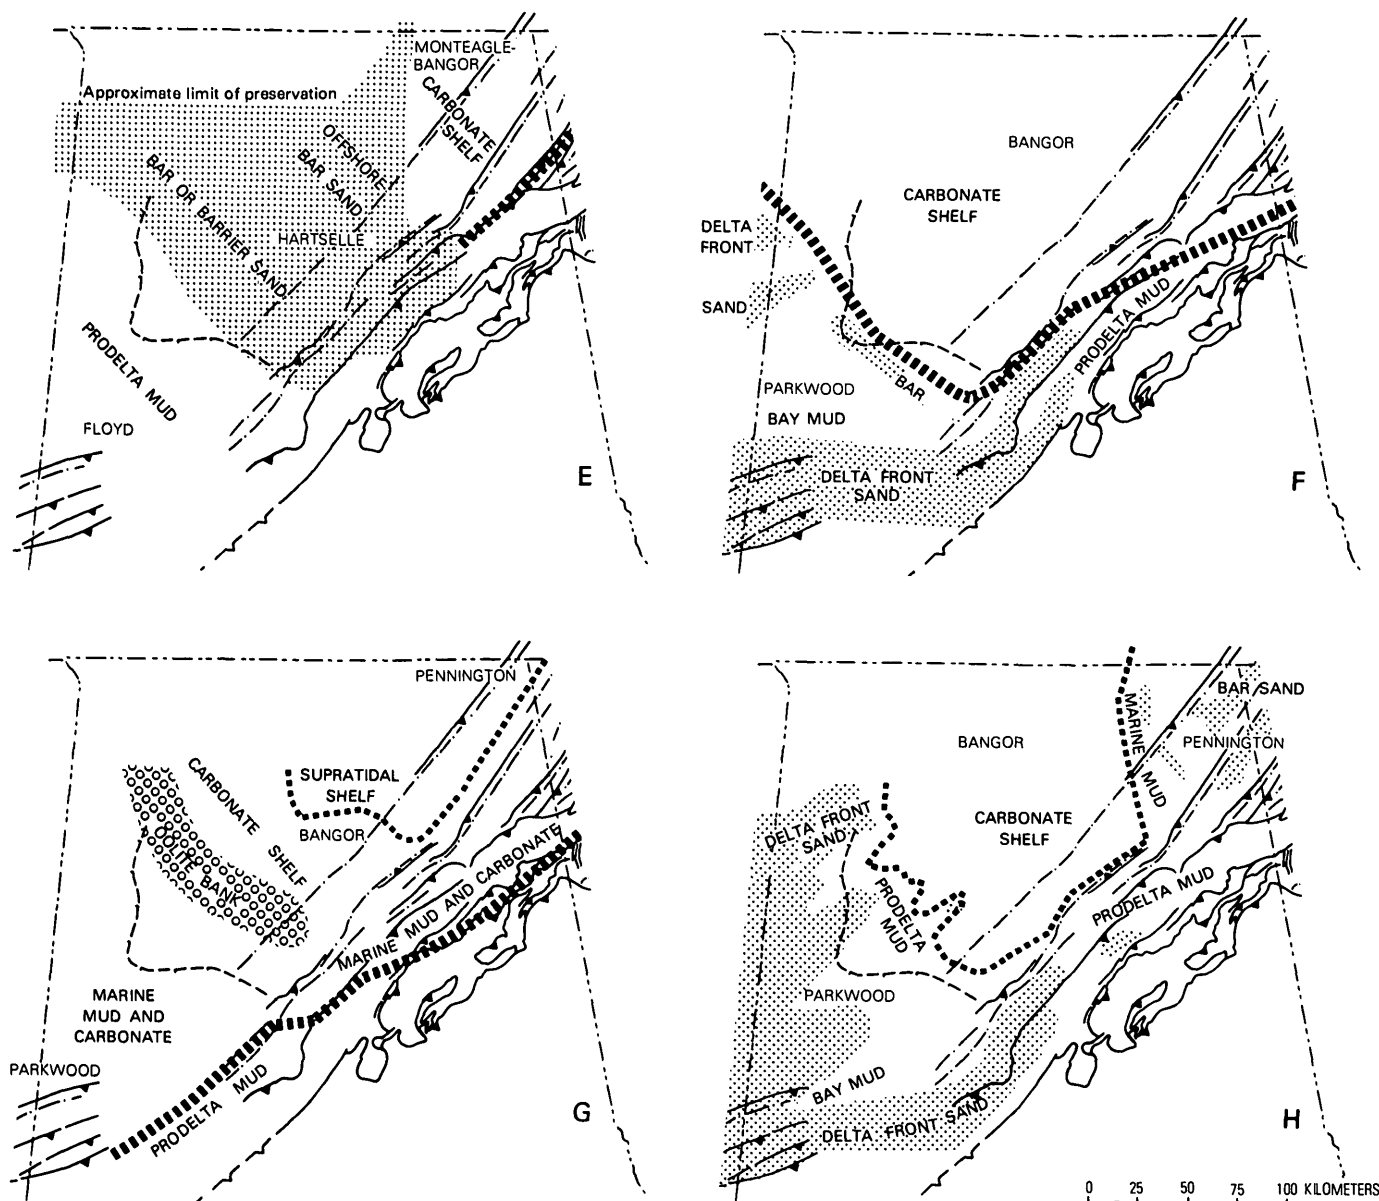 MONTEAGLE-
BANGOR
CARBONATE
SHELF
Approximate limit of preservation
OFFSHORE
BAR SAND
BAR OR BARRIER SAND
HARTSELLE
PRODELTA MUD
FLOYD
E
BANGOR
CARBONATE
SHELF
DELTA
FRONT
SAND
PRODELTA MUD
BAR
PARKWOOD
BAY MUD
DELTA FRONT
SAND
F
PENNINGTON
SUPRATIDAL
SHELF
BANGOR
CARBONATE SHELF
OOLITE BANK
MARINE MUD AND CARBONATE
MARINE
MUD AND
CARBONATE
PARKWOOD
PRODELTA MUD
G
BAR SAND
MARINE MUD
PENNINGTON
BANGOR
CARBONATE
SHELF
DELTA FRONT
SAND
PRODELTA
MUD
PRODELTA MUD
PARKWOOD
BAY MUD
DELTA FRONT SAND
H
0 25 50 75 100 KILOMETERS